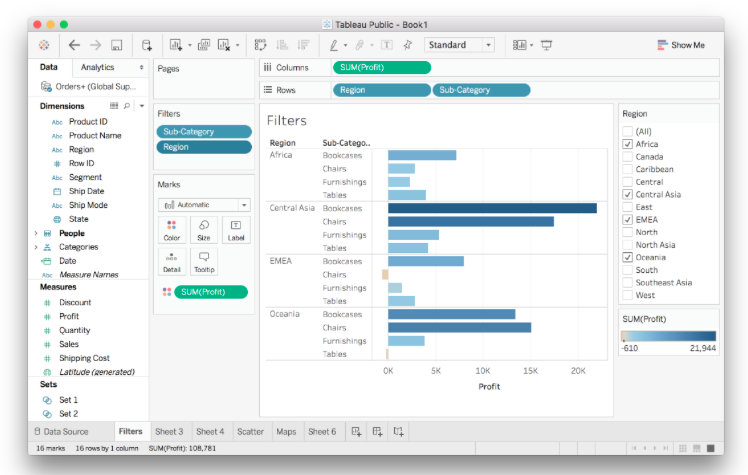 Tableau Public - Book1
Standard
Show Me
Data
Analytics
Pages
iii Columns
SUM(Profit)
Rows
Region
Sub-Category
Orders+ (Global Sup...
Dimensions
Abc Product ID
Abc Product Name
Abc Region
# Row ID
Abc Segment
Ship Date
Abc Ship Mode
State
People
Categories
Date
Abc Measure Names
Measures
# Discount
# Profit
# Quantity
# Sales
# Shipping Cost
Latitude (generated)
Sets
Set 1
Set 2
Filters
Sub-Category
Region
Marks
Automatic
Color
Size
Label
Detail
Tooltip
SUM(Profit)
Filters
Region
Sub-Catego..
Africa
Bookcases
Chairs
Furnishings
Tables
Central Asia
Bookcases
Chairs
Furnishings
Tables
EMEA
Bookcases
Chairs
Furnishings
Tables
Oceania
Bookcases
Chairs
Furnishings
Tables
0K
5K
10K
15K
20K
Profit
Region
(All)
Africa
Canada
Caribbean
Central
Central Asia
East
EMEA
North
North Asia
Oceania
South
Southeast Asia
West
SUM(Profit)
-610
21,944
Data Source
Filters
Sheet 3
Sheet 4
Scatter
Maps
Sheet 6
16 marks
16 rows by 1 column
SUM(Profit): 108,781